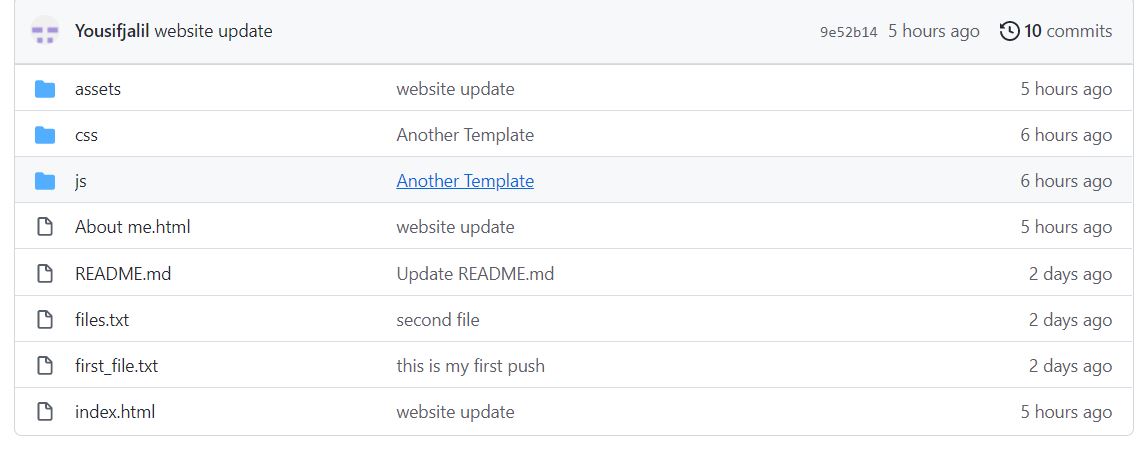 Yousifjalil website update 9e52b14 5 hours ago 10 commits
assets website update 5 hours ago
css Another Template 6 hours ago
js Another Template 6 hours ago
About me.html website update 5 hours ago
README.md Update README.md 2 days ago
files.txt second file 2 days ago
first_file.txt this is my first push 2 days ago
index.html website update 5 hours ago